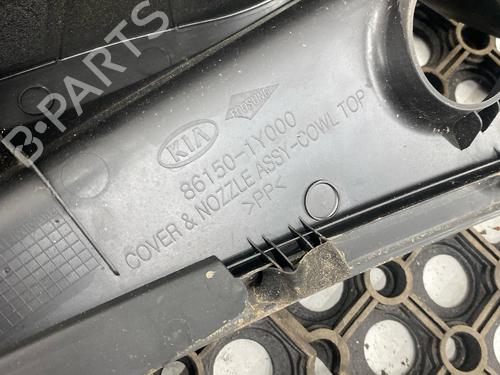 B-PARTS
KIA
86150-1Y000
COVER & NOZZLE ASSY-COWL TOP
>PP<